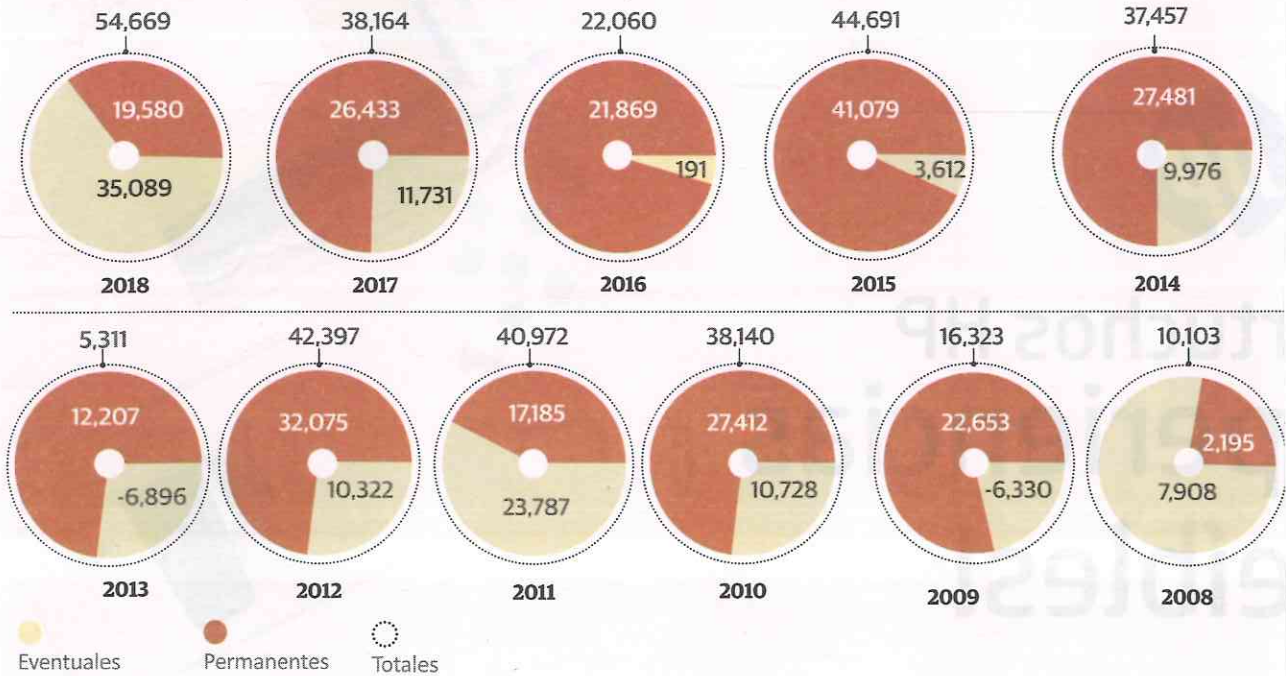 54,669 38,164 22,060 44,691 37,457
19,580 26,433 21,869 41,079 27,481
35,089 11,731 191 3,612 9,976
2018 2017 2016 2015 2014
5,311 42,397 40,972 38,140 16,323 10,103
12,207 32,075 17,185 27,412 22,653 2,195
-6,896 10,322 23,787 10,728 -6,330 7,908
2013 2012 2011 2010 2009 2008
Eventuales Permanentes Totales